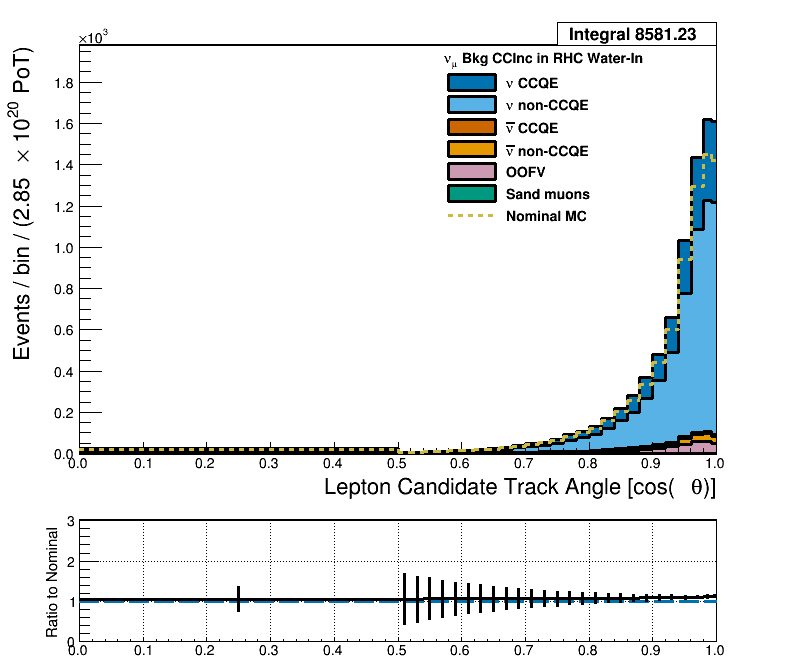 Integral 8581.23
×10³
ν_μ Bkg CCInc in RHC Water-In
ν CCQE
ν non-CCQE
ν̅ CCQE
ν̅ non-CCQE
OOFV
Sand muons
Nominal MC
Events / bin / (2.85 × 10²⁰ PoT)
1.8
1.6
1.4
1.2
1.0
0.8
0.6
0.4
0.2
0.0
0.0 0.1 0.2 0.3 0.4 0.5 0.6 0.7 0.8 0.9 1.0
Lepton Candidate Track Angle [cos( θ)]
Ratio to Nominal
3
2
1
0
0.0 0.1 0.2 0.3 0.4 0.5 0.6 0.7 0.8 0.9 1.0